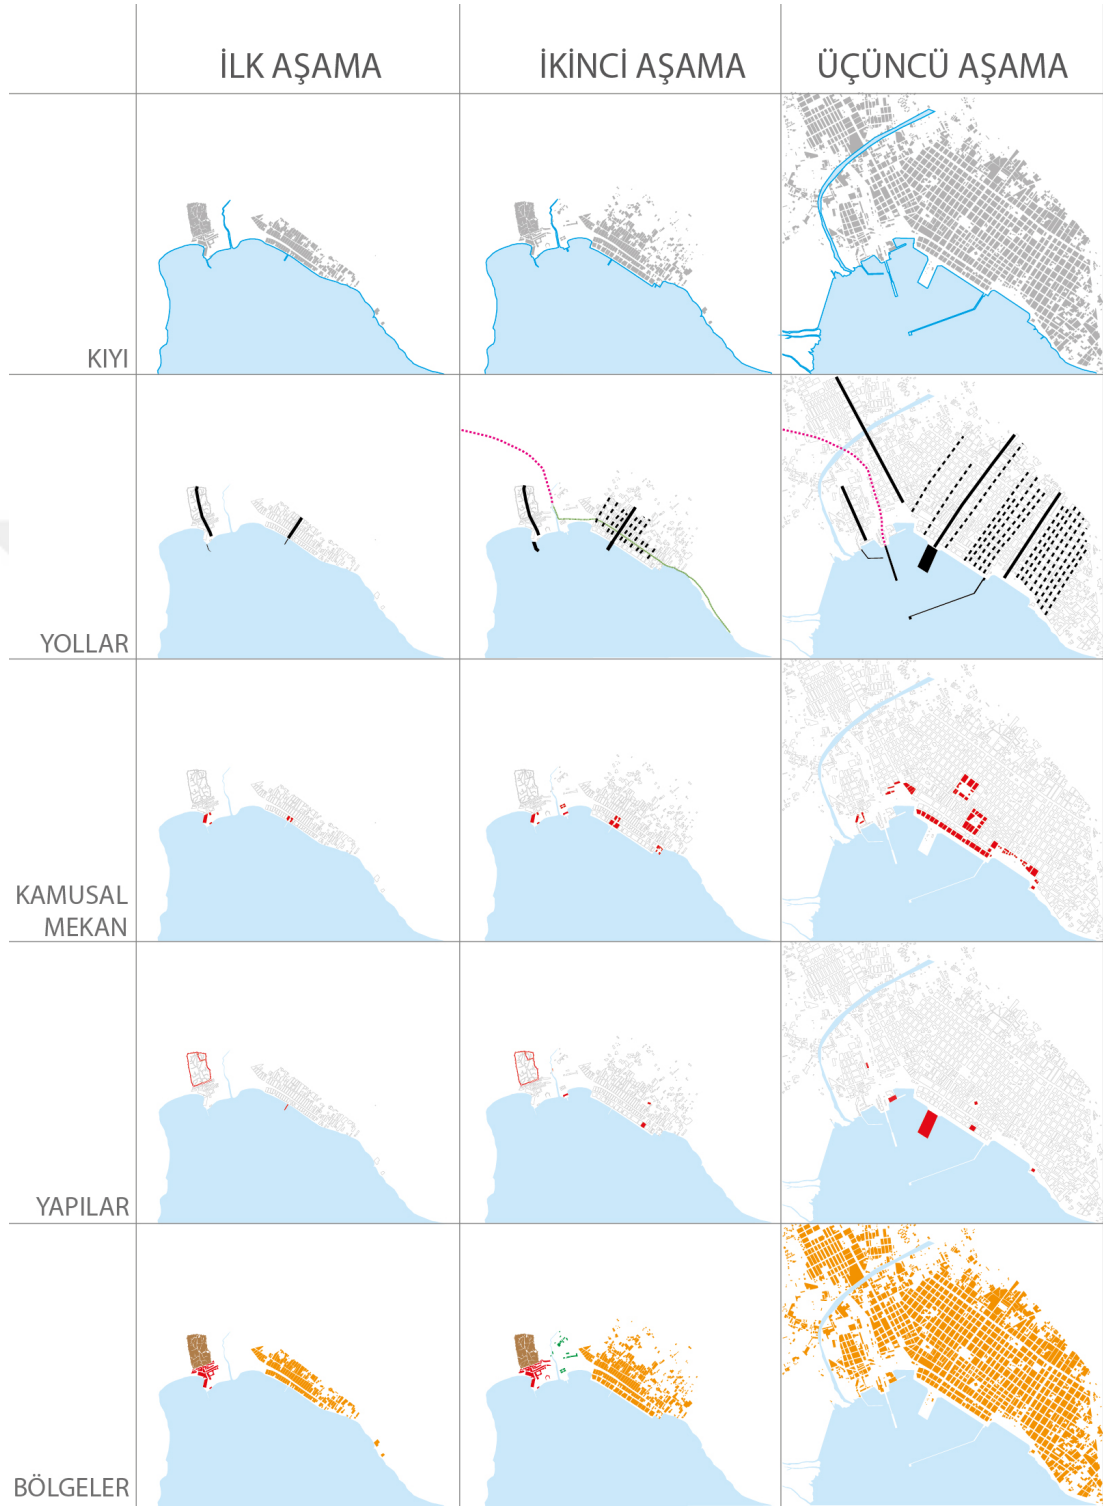 İLK AŞAMA
İKİNCİ AŞAMA
ÜÇÜNCÜ AŞAMA
KIYI
YOLLAR
KAMUSAL
MEKAN
YAPILAR
BÖLGELER